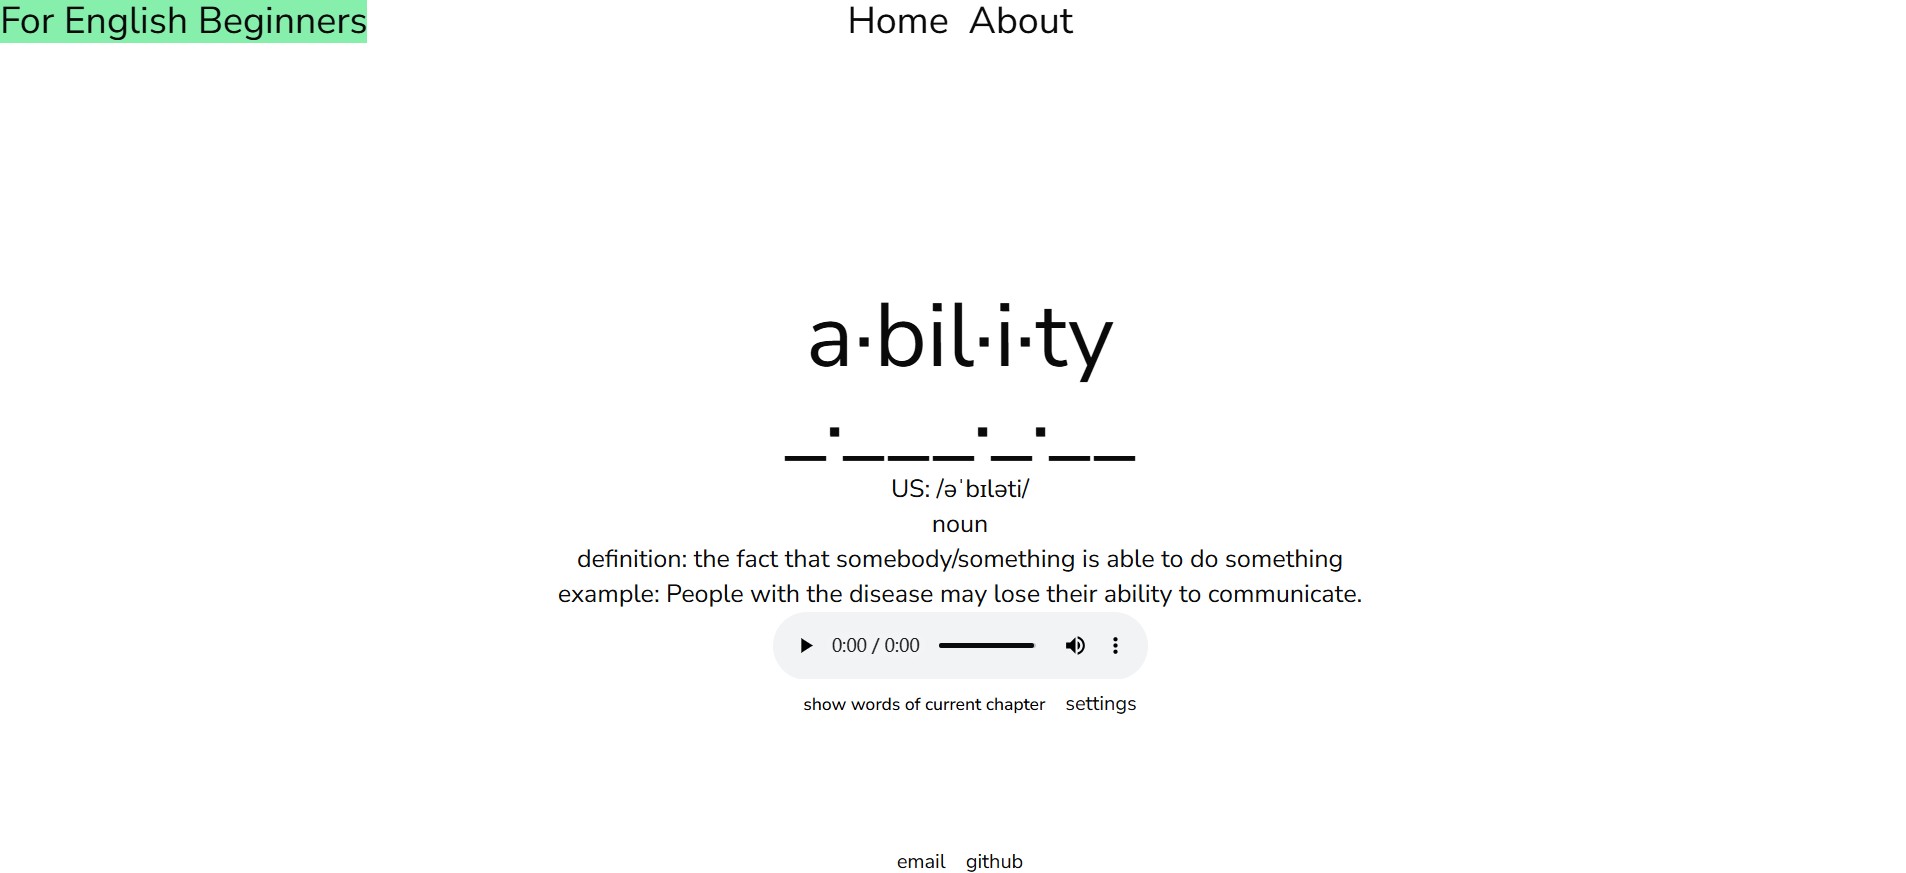 For English Beginners
Home About
a·bil·i·ty
_·___·_·__
US: /əˈbɪləti/
noun
definition: the fact that somebody/something is able to do something
example: People with the disease may lose their ability to communicate.
0:00 / 0:00
show words of current chapter settings
email github